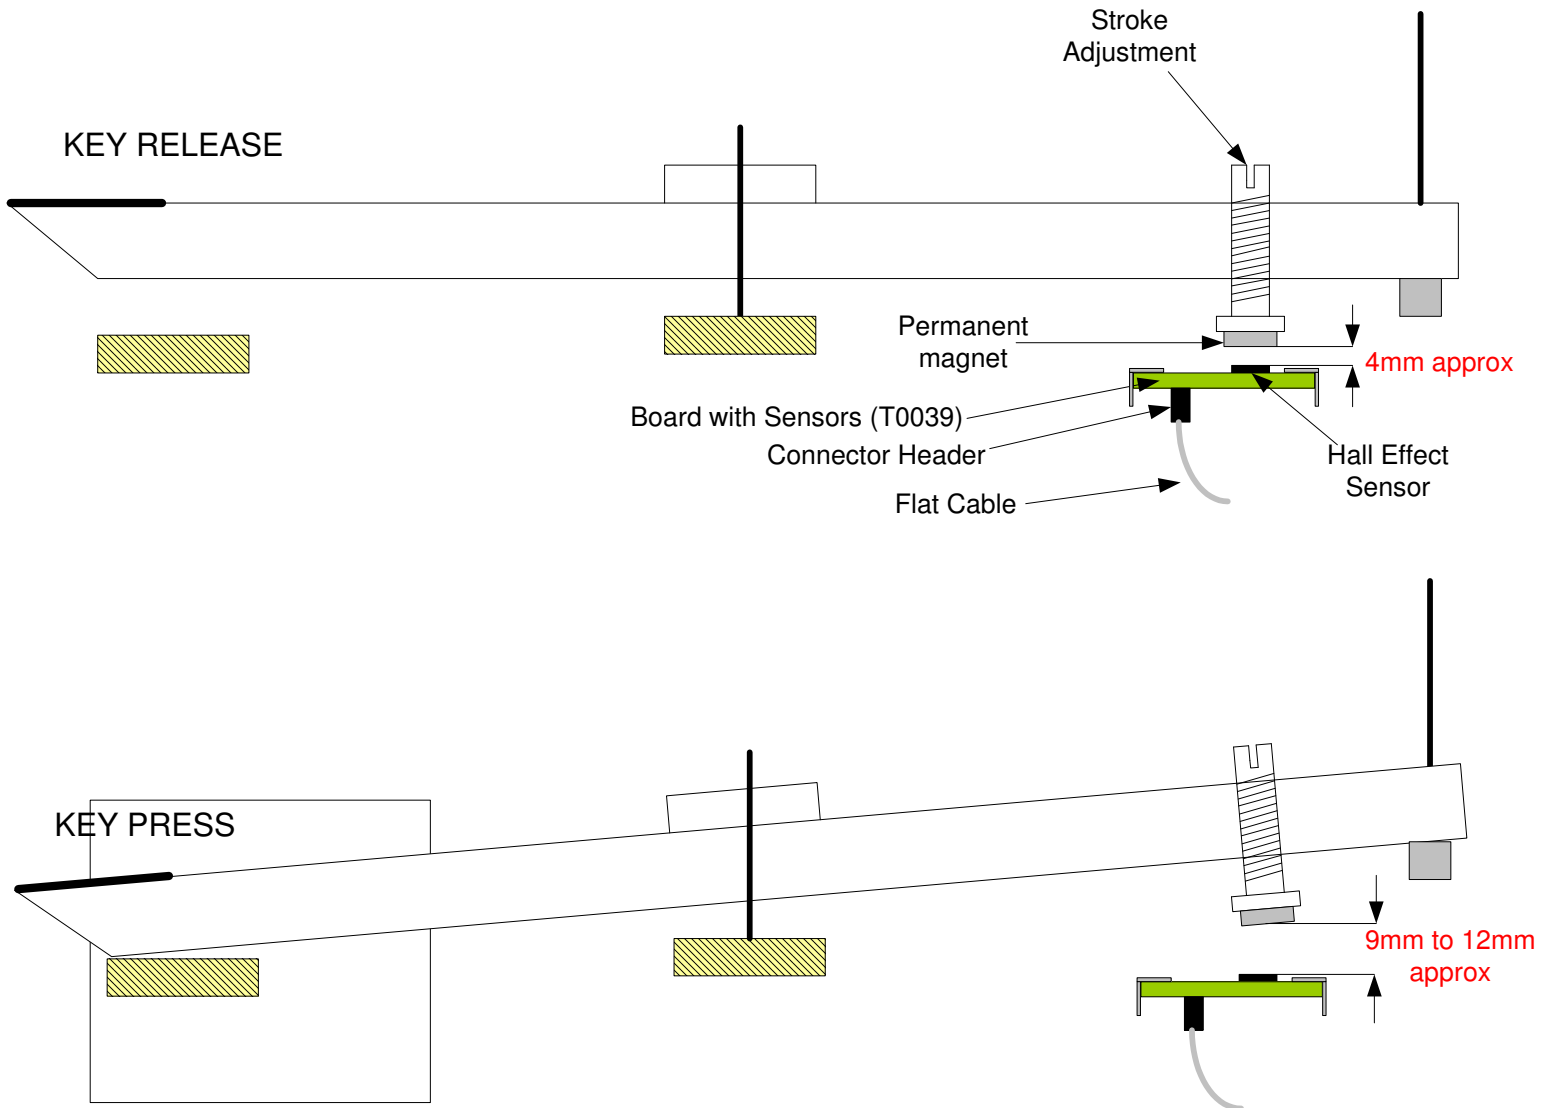 Stroke
Adjustment
KEY RELEASE
Permanent
magnet
4mm approx
Board with Sensors (T0039)
Connector Header
Hall Effect
Sensor
Flat Cable
KEY PRESS
9mm to 12mm
approx